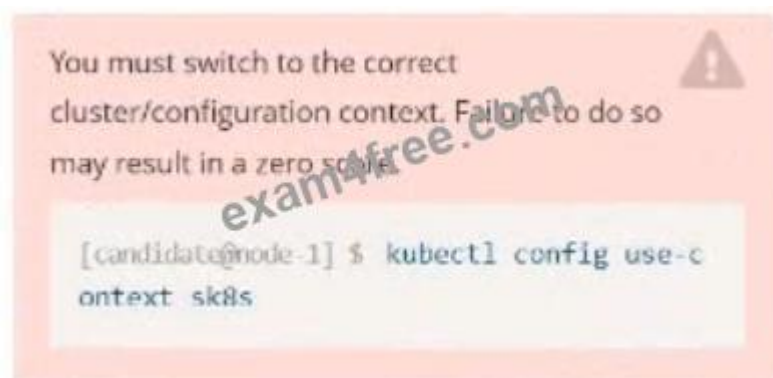 You must switch to the correct
cluster/configuration context. Failure to do so
may result in a zero score.
exam4free.com
[candidate@node-1] $ kubectl config use-c
ontext sk8s